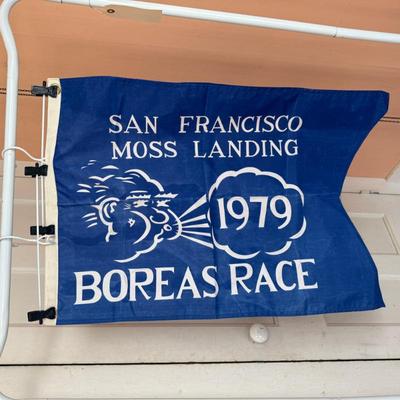 SAN FRANCISCO
MOSS LANDING
1979
BOREAS RACE